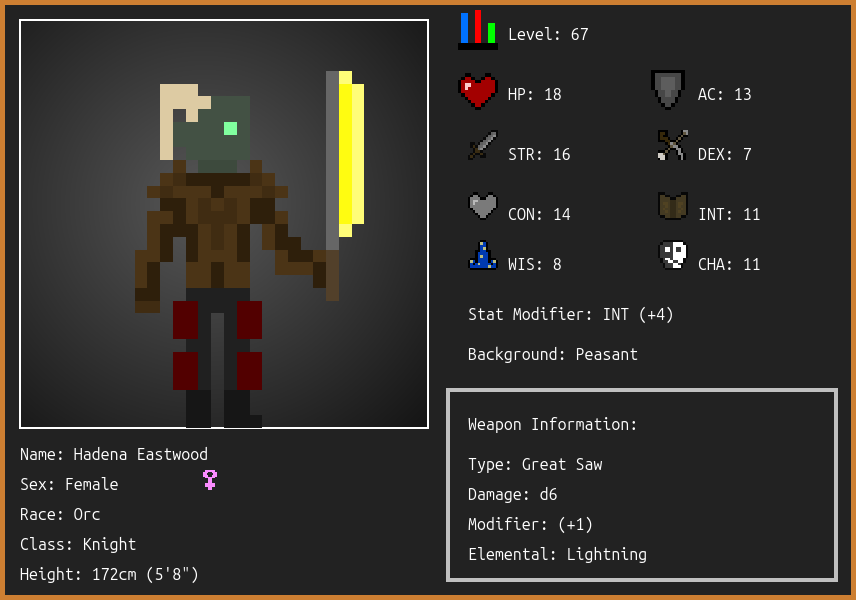 Level: 67
HP: 18
AC: 13
STR: 16
DEX: 7
CON: 14
INT: 11
WIS: 8
CHA: 11
Stat Modifier: INT (+4)
Background: Peasant
Weapon Information:
Type: Great Saw
Damage: d6
Modifier: (+1)
Elemental: Lightning
Name: Hadena Eastwood
Sex: Female
Race: Orc
Class: Knight
Height: 172cm (5'8")